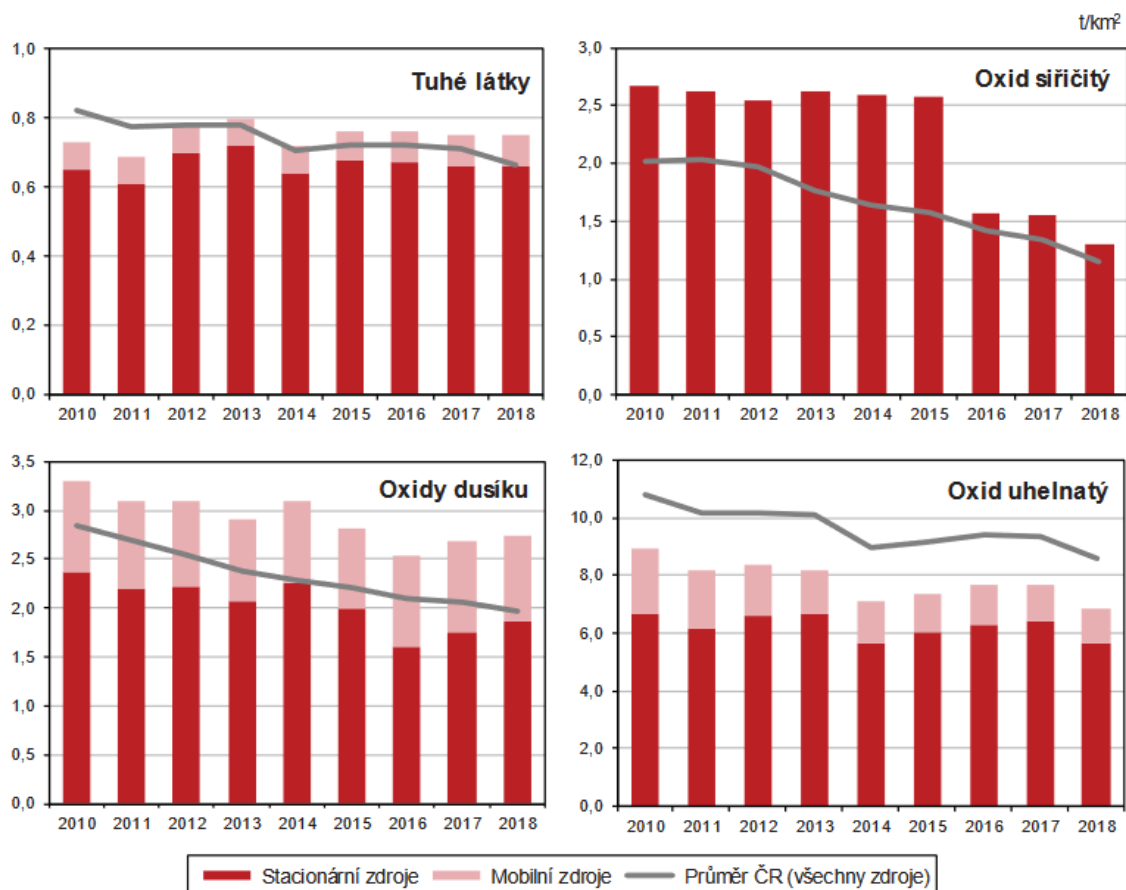 t/km²
Tuhé látky
1,0
0,8
0,6
0,4
0,2
0,0
2010 2011 2012 2013 2014 2015 2016 2017 2018
Oxid siřičitý
3,0
2,5
2,0
1,5
1,0
0,5
0,0
2010 2011 2012 2013 2014 2015 2016 2017 2018
Oxidy dusíku
3,5
3,0
2,5
2,0
1,5
1,0
0,5
0,0
2010 2011 2012 2013 2014 2015 2016 2017 2018
Oxid uhelnatý
12,0
10,0
8,0
6,0
4,0
2,0
0,0
2010 2011 2012 2013 2014 2015 2016 2017 2018
Stacionární zdroje Mobilní zdroje Průměr ČR (všechny zdroje)